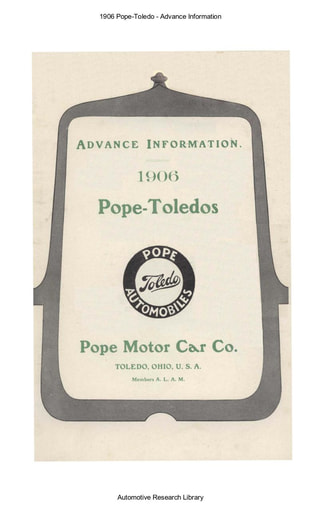 1906 Pope-Toledo - Advance Information
ADVANCE INFORMATION.
1906
Pope-Toledos
POPE
Toledo
AUTOMOBILES
Pope Motor Car Co.
TOLEDO, OHIO, U. S. A.
Members A. L. A. M.
Automotive Research Library